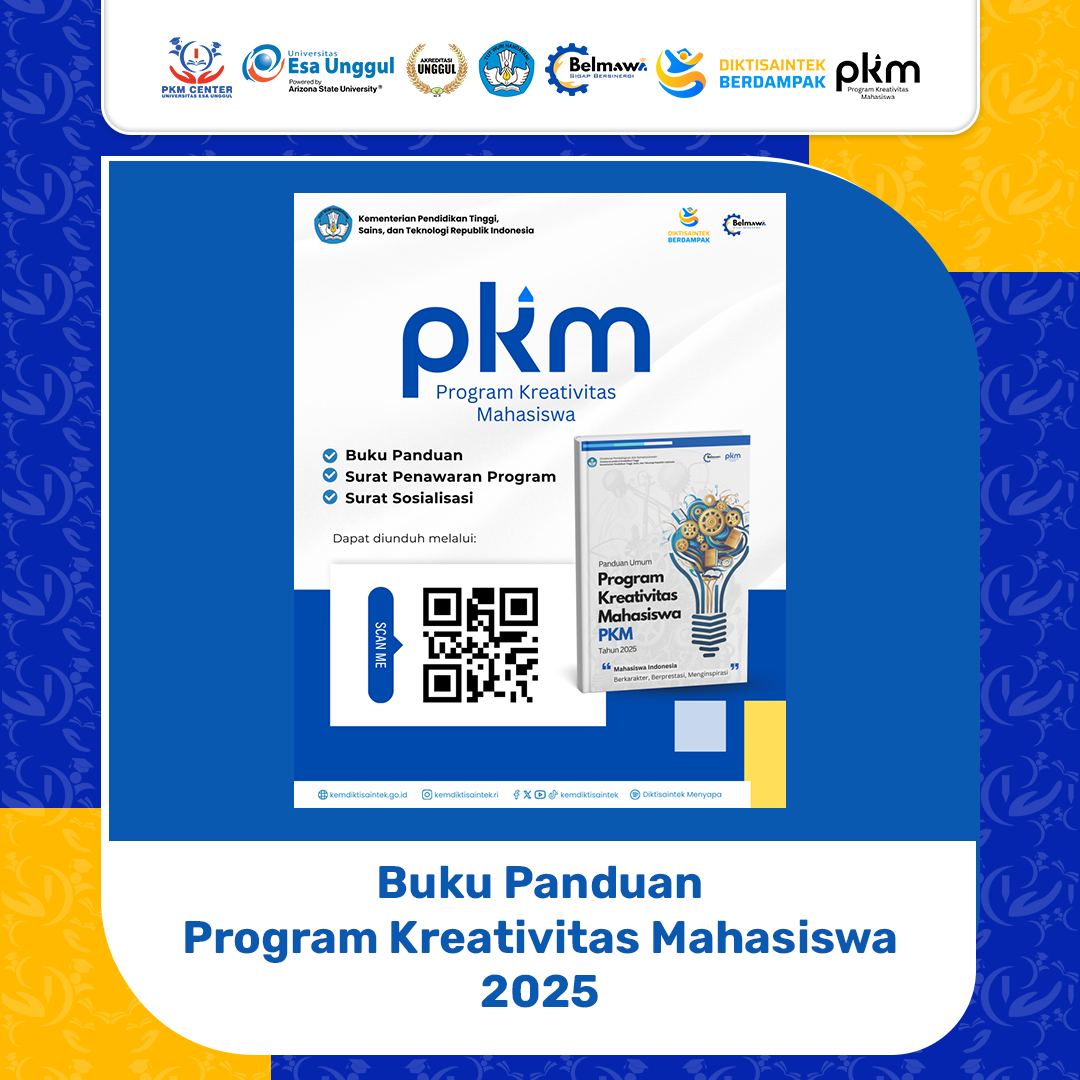 PKM CENTER
UNIVERSITAS ESA UNGGUL
Universitas
Esa Unggul
Powered by
Arizona State University®
AKREDITASI
UNGGUL
TUT WURI HANDAYANI
Belmawa
SIGAP BERSINERGI
DIKTISAINTEK
BERDAMPAK
pkm
Program Kreativitas
Mahasiswa
Kementerian Pendidikan Tinggi,
Sains, dan Teknologi Republik Indonesia
DIKTISAINTEK
BERDAMPAK
Belmawa
pkm
Program Kreativitas
Mahasiswa
Buku Panduan
Surat Penawaran Program
Surat Sosialisasi
Dapat diunduh melalui:
SCAN ME
Belmawa
pkm
Panduan Umum
Program
Kreativitas
Mahasiswa
PKM
Tahun 2025
“ Mahasiswa Indonesia ”
Berkarakter, Berprestasi, Menginspirasi
kemdiktisaintek.go.id
kemdiktisaintek.ri
kemdiktisaintek
Diktisaintek Menyapa
Buku Panduan
Program Kreativitas Mahasiswa
2025